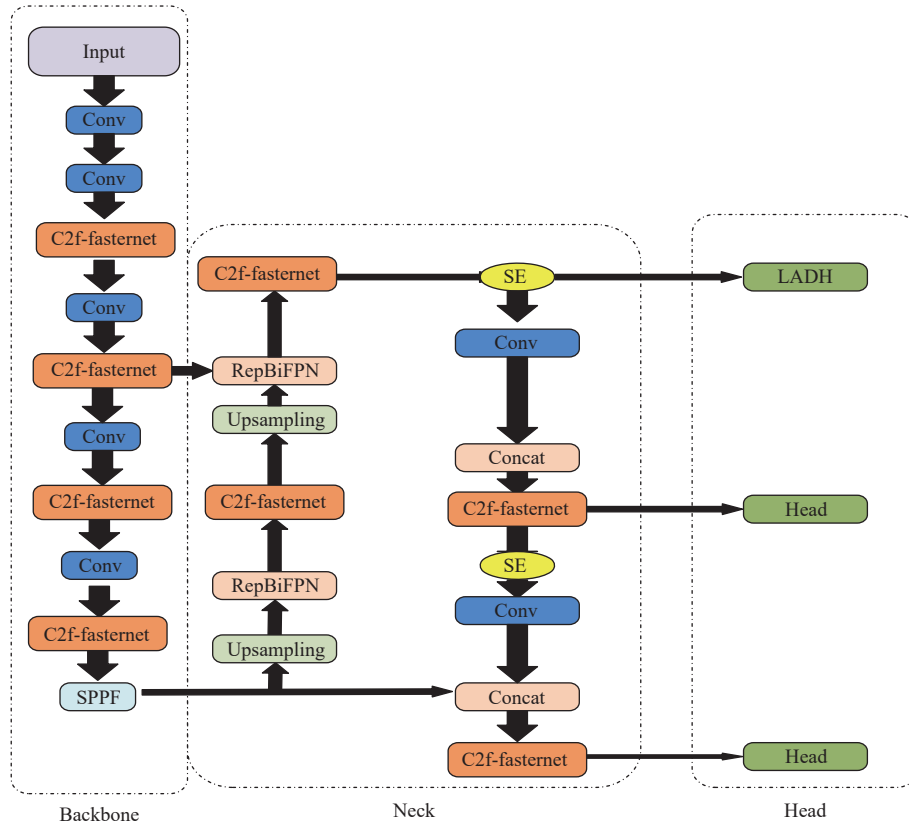 Input
Conv
Conv
C2f-fasternet
Conv
C2f-fasternet
Conv
C2f-fasternet
Conv
C2f-fasternet
SPPF
Backbone
C2f-fasternet
RepBiFPN
Upsampling
C2f-fasternet
RepBiFPN
Upsampling
SE
Conv
Concat
C2f-fasternet
SE
Conv
Concat
C2f-fasternet
Neck
LADH
Head
Head
Head